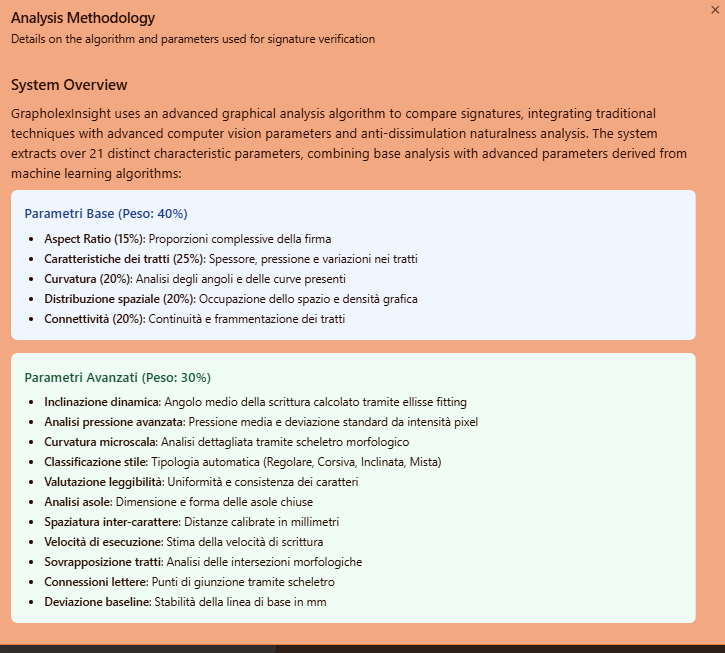 Analysis Methodology
Details on the algorithm and parameters used for signature verification
System Overview
GrapholexInsight uses an advanced graphical analysis algorithm to compare signatures, integrating traditional
techniques with advanced computer vision parameters and anti-dissimulation naturalness analysis. The system
extracts over 21 distinct characteristic parameters, combining base analysis with advanced parameters derived from
machine learning algorithms:
Parametri Base (Peso: 40%)
• Aspect Ratio (15%): Proporzioni complessive della firma
• Caratteristiche dei tratti (25%): Spessore, pressione e variazioni nei tratti
• Curvatura (20%): Analisi degli angoli e delle curve presenti
• Distribuzione spaziale (20%): Occupazione dello spazio e densità grafica
• Connettività (20%): Continuità e frammentazione dei tratti
Parametri Avanzati (Peso: 30%)
• Inclinazione dinamica: Angolo medio della scrittura calcolato tramite ellisse fitting
• Analisi pressione avanzata: Pressione media e deviazione standard da intensità pixel
• Curvatura microscala: Analisi dettagliata tramite scheletro morfologico
• Classificazione stile: Tipologia automatica (Regolare, Corsiva, Inclinata, Mista)
• Valutazione leggibilità: Uniformità e consistenza dei caratteri
• Analisi asole: Dimensione e forma delle asole chiuse
• Spaziatura inter-carattere: Distanze calibrate in millimetri
• Velocità di esecuzione: Stima della velocità di scrittura
• Sovrapposizione tratti: Analisi delle intersezioni morfologiche
• Connessioni lettere: Punti di giunzione tramite scheletro
• Deviazione baseline: Stabilità della linea di base in mm